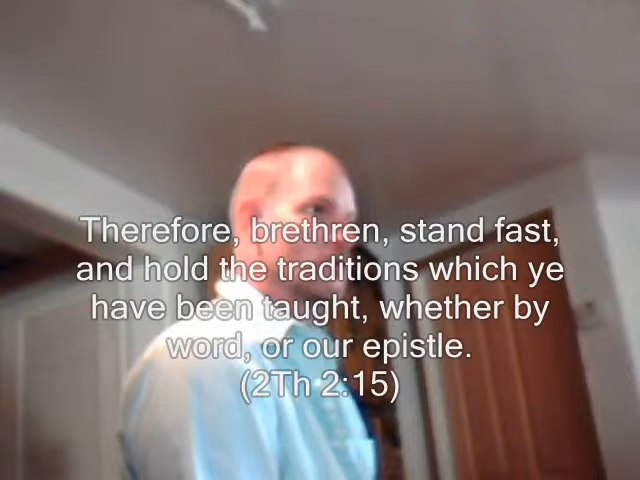 Therefore, brethren, stand fast,
and hold the traditions which ye
have been taught, whether by
word, or our epistle.
(2Th 2:15)